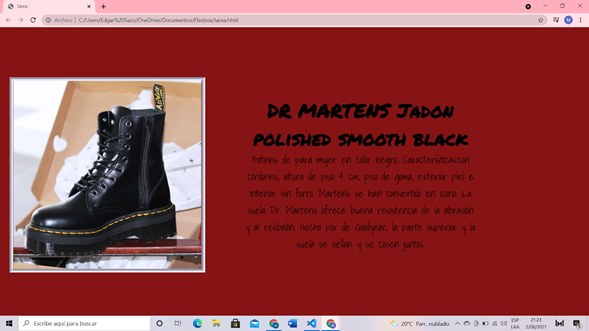 Tarea
Archivo | C:/Users/Edgar%20Sazo/OneDrive/Documentos/Flexbox/tarea.html
M
DR MARTENS Jadon
polished smooth black
Botines de para mujer en color negro. Caracteristicas:con
cordones, altura de piso 4 cm, piso de goma, exterior piel e
interior sin forro. Martens se han convertido en icono. La
suela Dr. Martens ofrece buena resistencia de la abrasión
y al resbalón. Hecho por de Goodyear, la parte superior y la
suela se sellan y se cosen juntos.
Escribe aquí para buscar
20°C Parc. nublado
ESP
LAA
21:23
2/08/2021